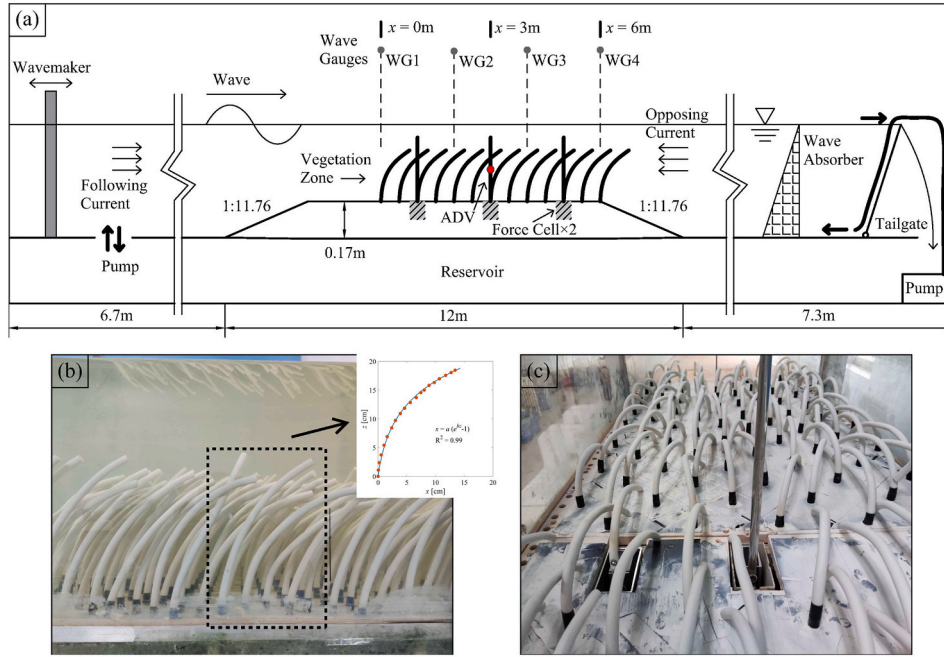 (a)
x = 0m
x = 3m
x = 6m
Wave
Gauges
WG1
WG2
WG3
WG4
Wavemaker
Wave
Following
Current
Vegetation
Zone
Opposing
Current
Wave
Absorber
1:11.76
1:11.76
ADV
Force Cell×2
Tailgate
0.17m
Pump
Reservoir
Pump
6.7m
12m
7.3m
(b)
20
15
10
5
0
z [cm]
x = a (e^{bz}-1)
R² = 0.99
0
5
10
15
20
x [cm]
(c)